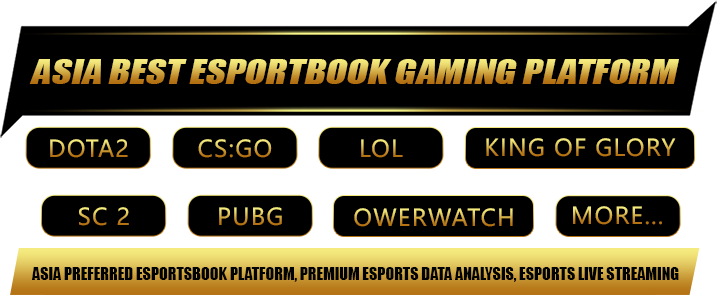 ASIA BEST ESPORTBOOK GAMING PLATFORM
DOTA2 CS:GO LOL KING OF GLORY
SC 2 PUBG OWERWATCH MORE...
ASIA PREFERRED ESPORTSBOOK PLATFORM, PREMIUM ESPORTS DATA ANALYSIS, ESPORTS LIVE STREAMING